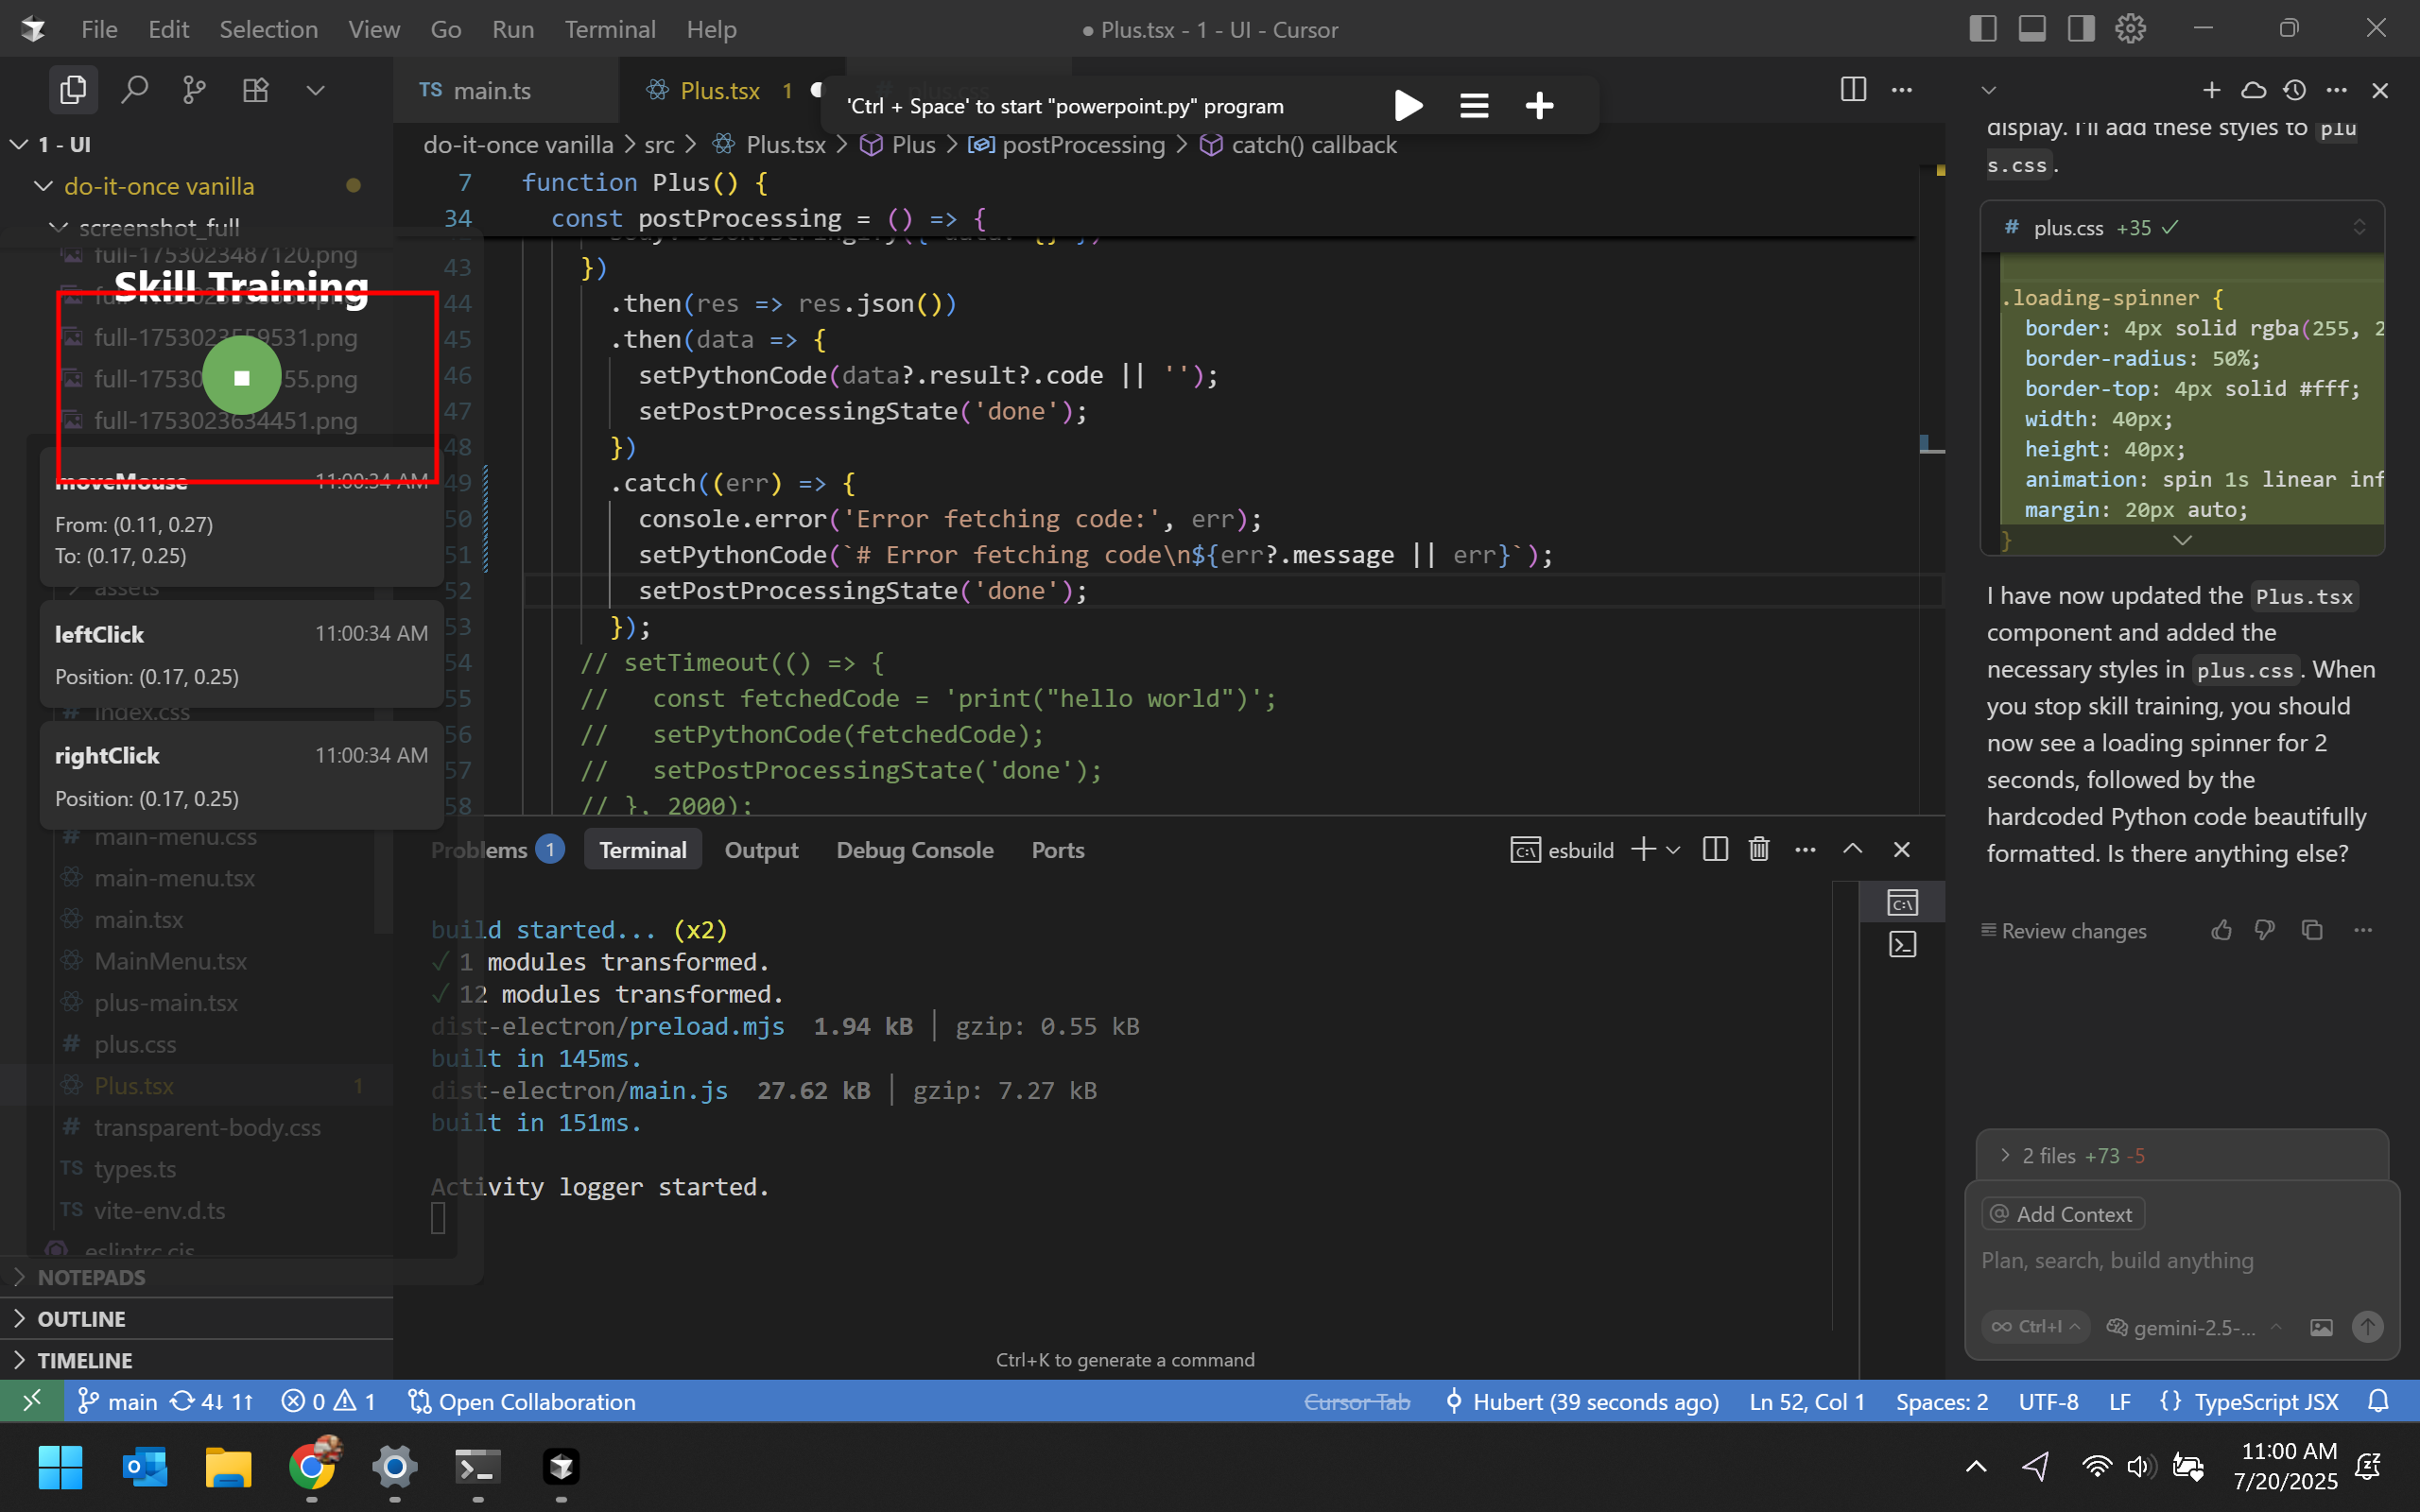 File Edit Selection View Go Run Terminal Help
● Plus.tsx - 1 - UI - Cursor
TS main.ts
Plus.tsx 1
plus.css
'Ctrl + Space' to start "powerpoint.py" program
do-it-once vanilla > src > Plus.tsx > Plus > postProcessing > catch() callback
1 - UI
do-it-once vanilla
screenshot_full
full-1753023487120.png
Skill Training
full-1753023559531.png
full-1753023634451.png
moveMouse 11:00:34 AM
From: (0.11, 0.27)
To: (0.17, 0.25)
assets
leftClick 11:00:34 AM
Position: (0.17, 0.25)
index.css
rightClick 11:00:34 AM
Position: (0.17, 0.25)
# main-menu.css
main-menu.tsx
main.tsx
MainMenu.tsx
plus-main.tsx
# plus.css
Plus.tsx 1
# transparent-body.css
TS types.ts
TS vite-env.d.ts
.eslintrc.cjs
NOTEPADS
OUTLINE
TIMELINE
7 function Plus() {
34 const postProcessing = () => {
43 })
44 .then(res => res.json())
45 .then(data => {
46 setPythonCode(data?.result?.code || '');
47 setPostProcessingState('done');
48 })
49 .catch((err) => {
50 console.error('Error fetching code:', err);
51 setPythonCode(`# Error fetching code\n${err?.message || err}`);
52 setPostProcessingState('done');
53 });
54 // setTimeout(() => {
55 //   const fetchedCode = 'print("hello world")';
56 //   setPythonCode(fetchedCode);
57 //   setPostProcessingState('done');
58 // }, 2000);
Problems 1 Terminal Output Debug Console Ports
esbuild
build started... (x2)
✓ 1 modules transformed.
✓ 12 modules transformed.
dist-electron/preload.mjs 1.94 kB │ gzip: 0.55 kB
built in 145ms.
dist-electron/main.js 27.62 kB │ gzip: 7.27 kB
built in 151ms.
Activity logger started.
Ctrl+K to generate a command
display. I'll add these styles to plu
s.css.
# plus.css +35 ✓
.loading-spinner {
border: 4px solid rgba(255, 2
border-radius: 50%;
border-top: 4px solid #fff;
width: 40px;
height: 40px;
animation: spin 1s linear inf
margin: 20px auto;
}
I have now updated the Plus.tsx
component and added the
necessary styles in plus.css. When
you stop skill training, you should
now see a loading spinner for 2
seconds, followed by the
hardcoded Python code beautifully
formatted. Is there anything else?
Review changes
2 files +73 -5
@ Add Context
Plan, search, build anything
∞ Ctrl+I gemini-2.5-...
main 4↓ 1↑ 0 1 Open Collaboration
Cursor Tab Hubert (39 seconds ago) Ln 52, Col 1 Spaces: 2 UTF-8 LF {} TypeScript JSX
11:00 AM
7/20/2025